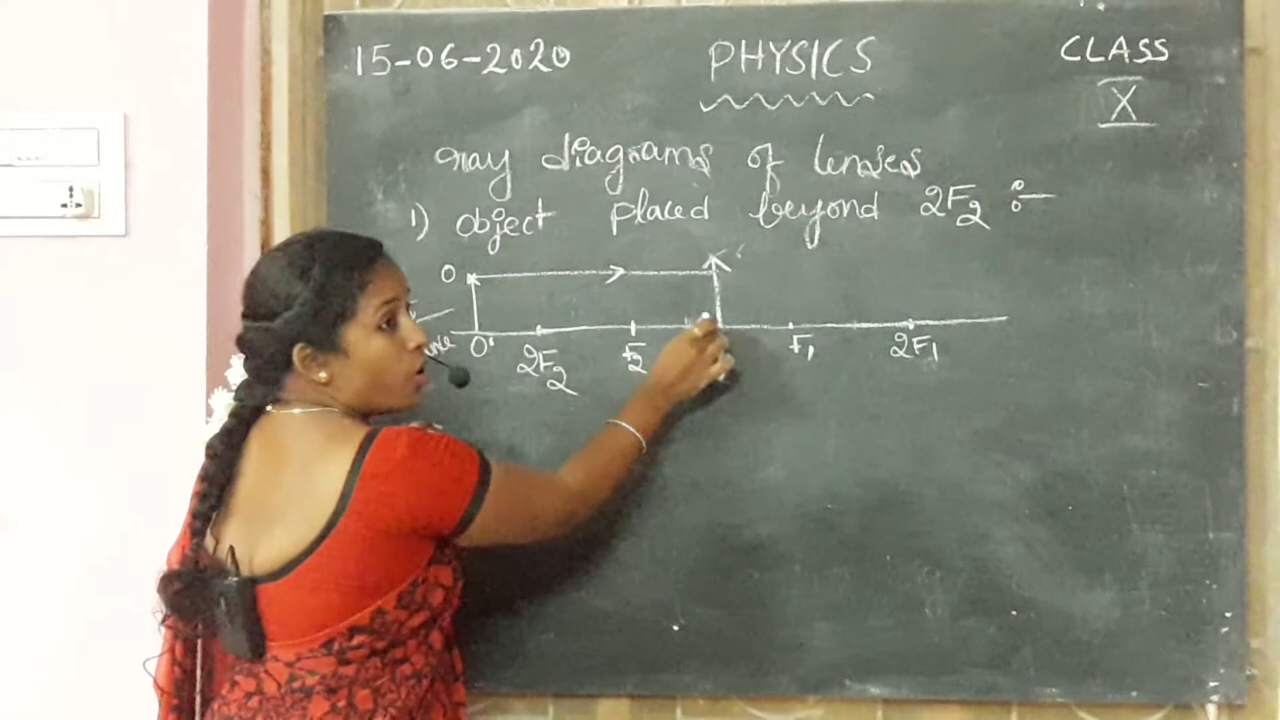 15-06-2020 PHYSICS CLASS
X
ray diagrams of lenses
1) object placed beyond 2F₂ :-
O
O' 2F₂ F₂ F₁ 2F₁